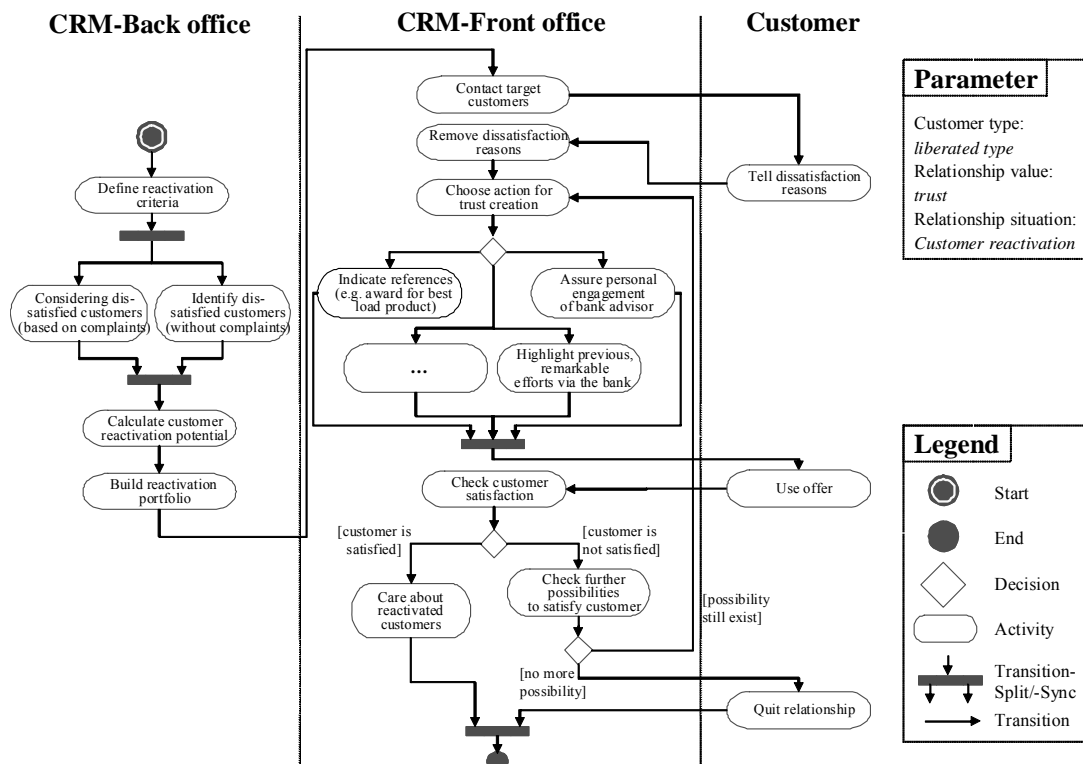 CRM-Back office
CRM-Front office
Customer
Define reactivation
criteria
Considering dis-
satisfied customers
(based on complaints)
Identify dis-
satisfied customers
(without complaints)
Calculate customer
reactivation potential
Build reactivation
portfolio
Contact target
customers
Remove dissatisfaction
reasons
Tell dissatisfaction
reasons
Choose action for
trust creation
Indicate references
(e.g. award for best
load product)
Assure personal
engagement
of bank advisor
...
Highlight previous,
remarkable
efforts via the bank
Use offer
Check customer
satisfaction
[customer is
satisfied]
[customer is
not satisfied]
Care about
reactivated
customers
Check further
possibilities
to satisfy customer
[possibility
still exist]
[no more
possibility]
Quit relationship
Parameter
Customer type:
liberated type
Relationship value:
trust
Relationship situation:
Customer reactivation
Legend
Start
End
Decision
Activity
Transition-
Split/-Sync
Transition